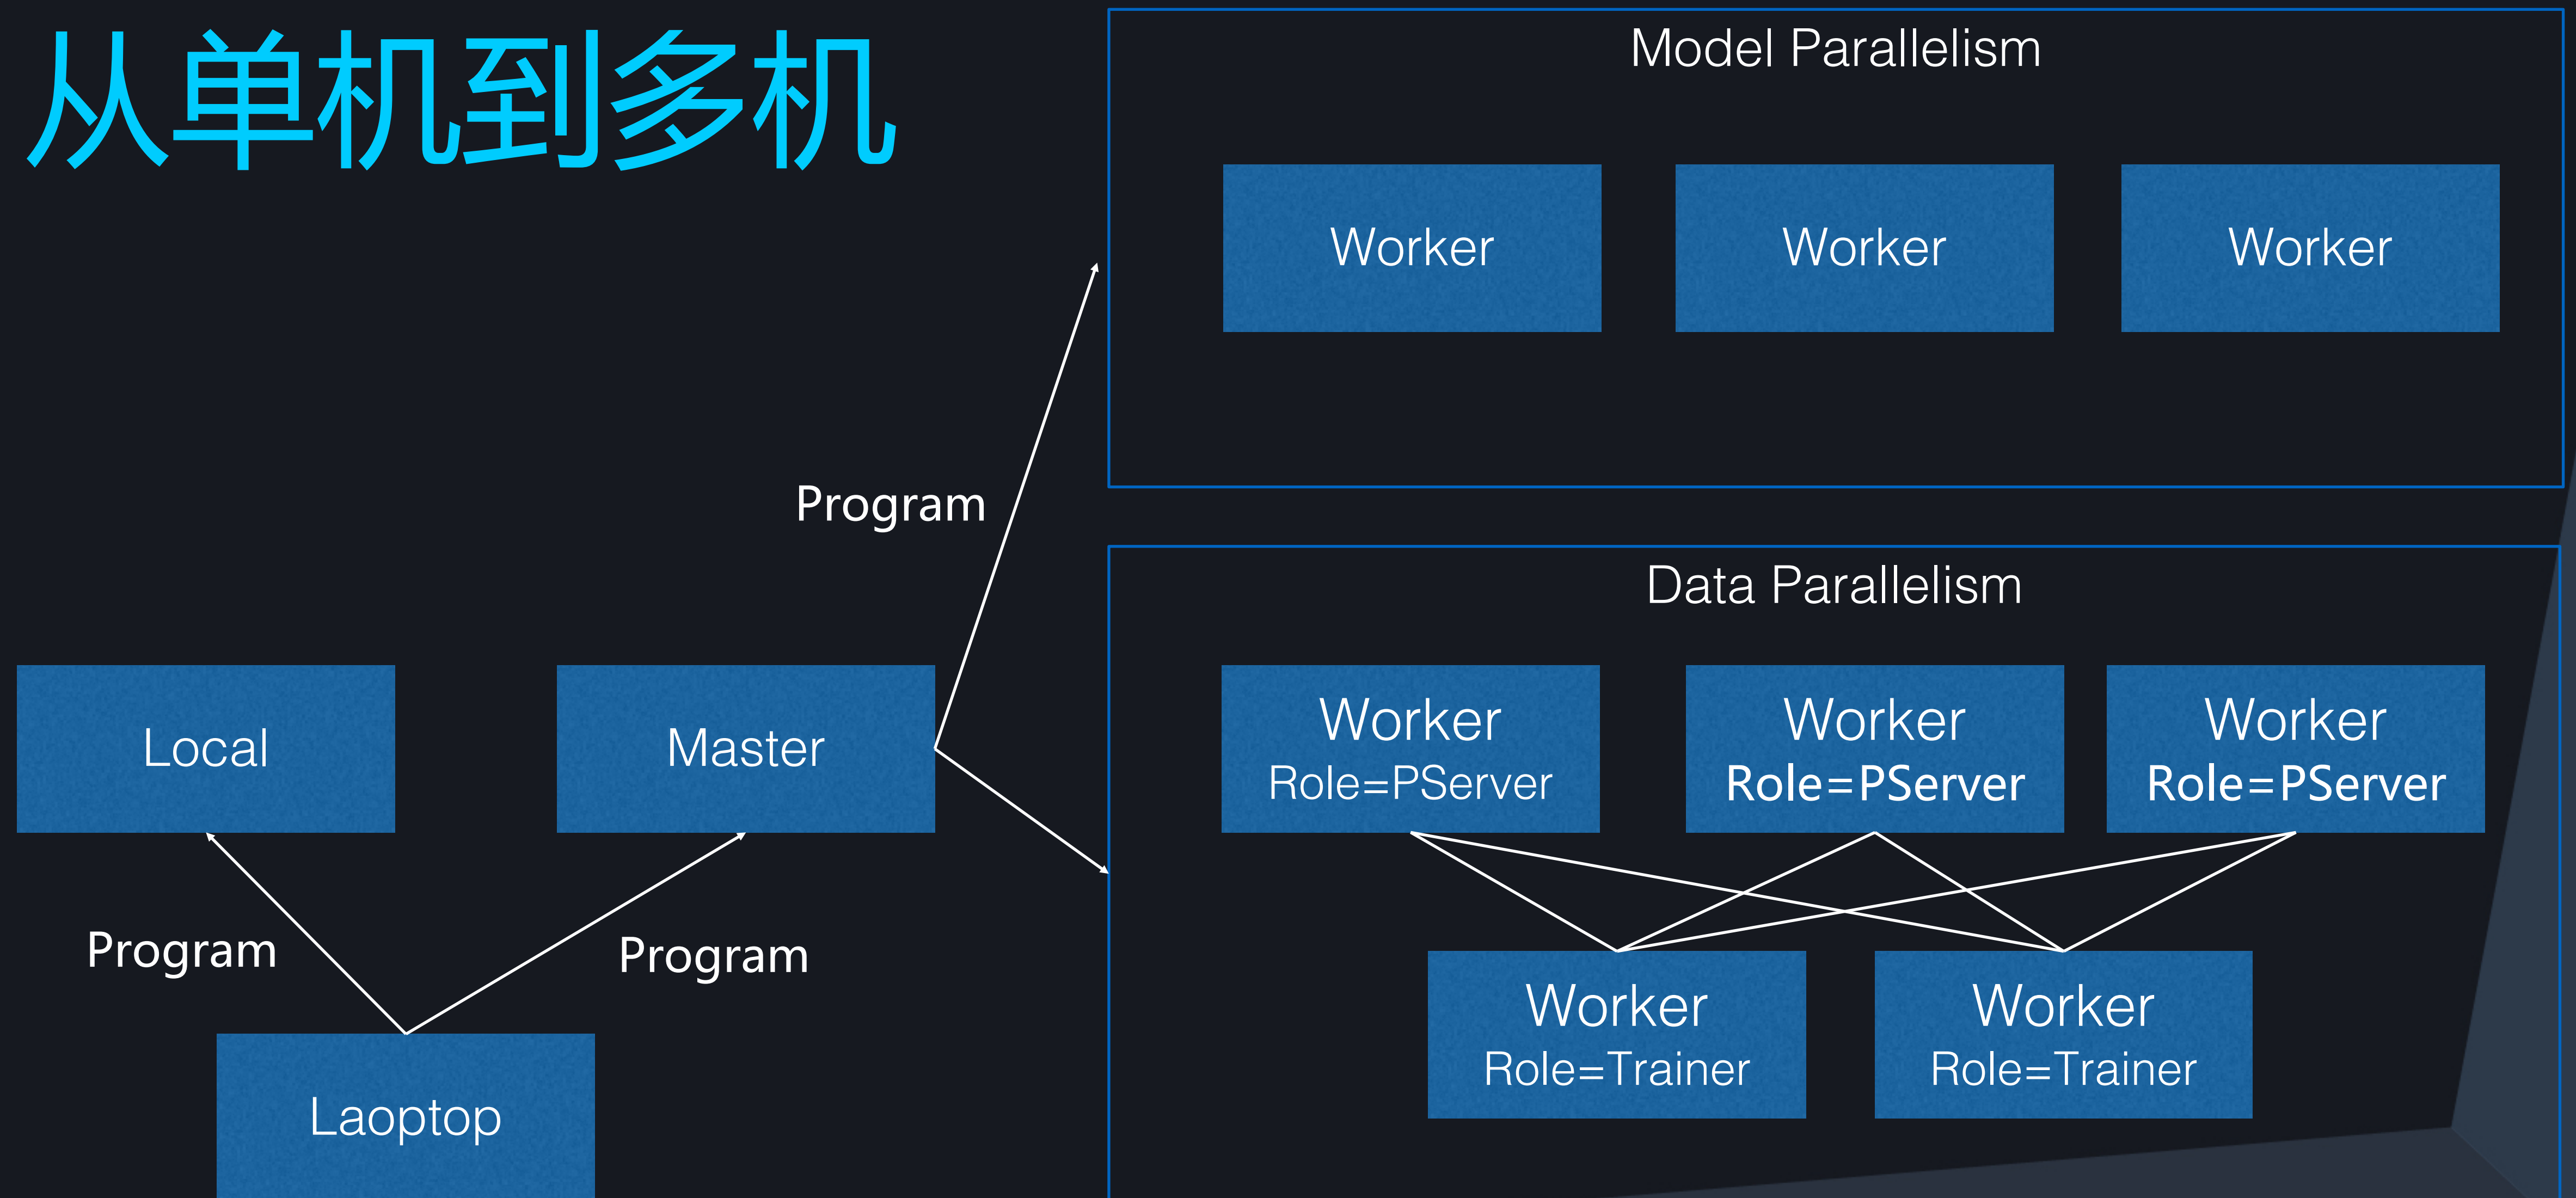 从单机到多机
Model Parallelism
Worker
Worker
Worker
Program
Data Parallelism
Local
Master
Worker
Role=PServer
Worker
Role=PServer
Worker
Role=PServer
Program
Program
Worker
Role=Trainer
Worker
Role=Trainer
Laoptop